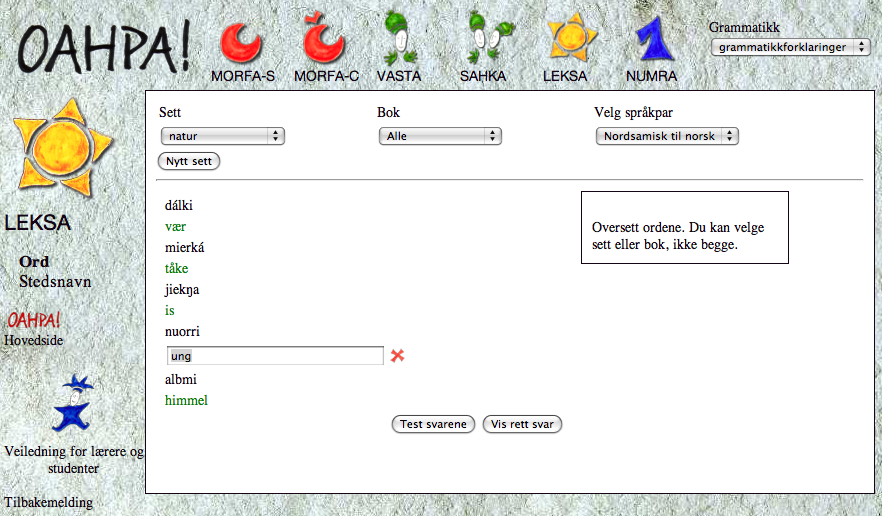 OAHPA!
MORFA-S
MORFA-C
VASTA
SAHKA
LEKSA
NUMRA
Grammatikk
grammatikkforklaringer
LEKSA
Ord
Stedsnavn
OAHPA!
Hovedside
Veiledning for lærere og
studenter
Tilbakemelding
Sett
Bok
Velg språkpar
natur
Alle
Nordsamisk til norsk
Nytt sett
dálki
vær
mierká
tåke
jiekŋa
is
nuorri
ung
albmi
himmel
Oversett ordene. Du kan velge
sett eller bok, ikke begge.
Test svarene
Vis rett svar